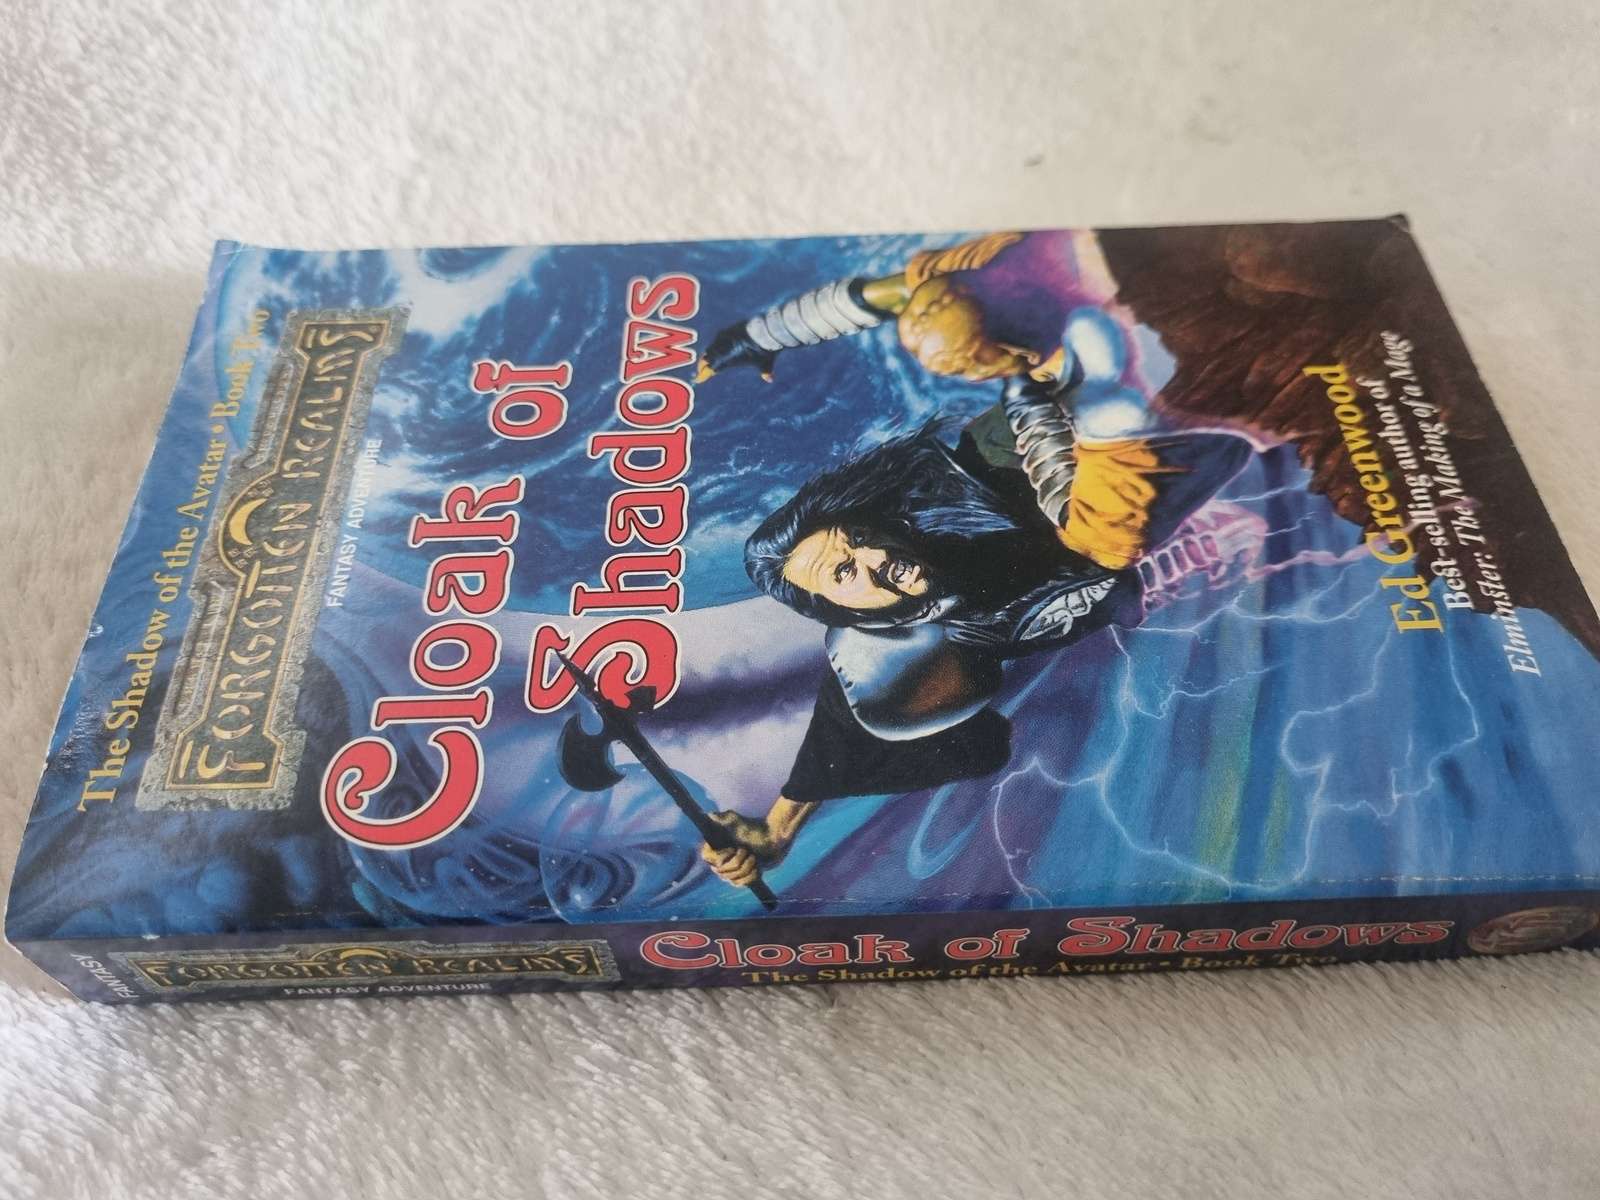 The Shadow of the Avatar • Book Two
FORGOTTEN REALMS
FANTASY ADVENTURE
Cloak of
Shadows
Ed Greenwood
Best-selling author of
Elminster: The Making of a Mage
FANTASY
FORGOTTEN REALMS
FANTASY ADVENTURE
Cloak of Shadows
The Shadow of the Avatar • Book Two